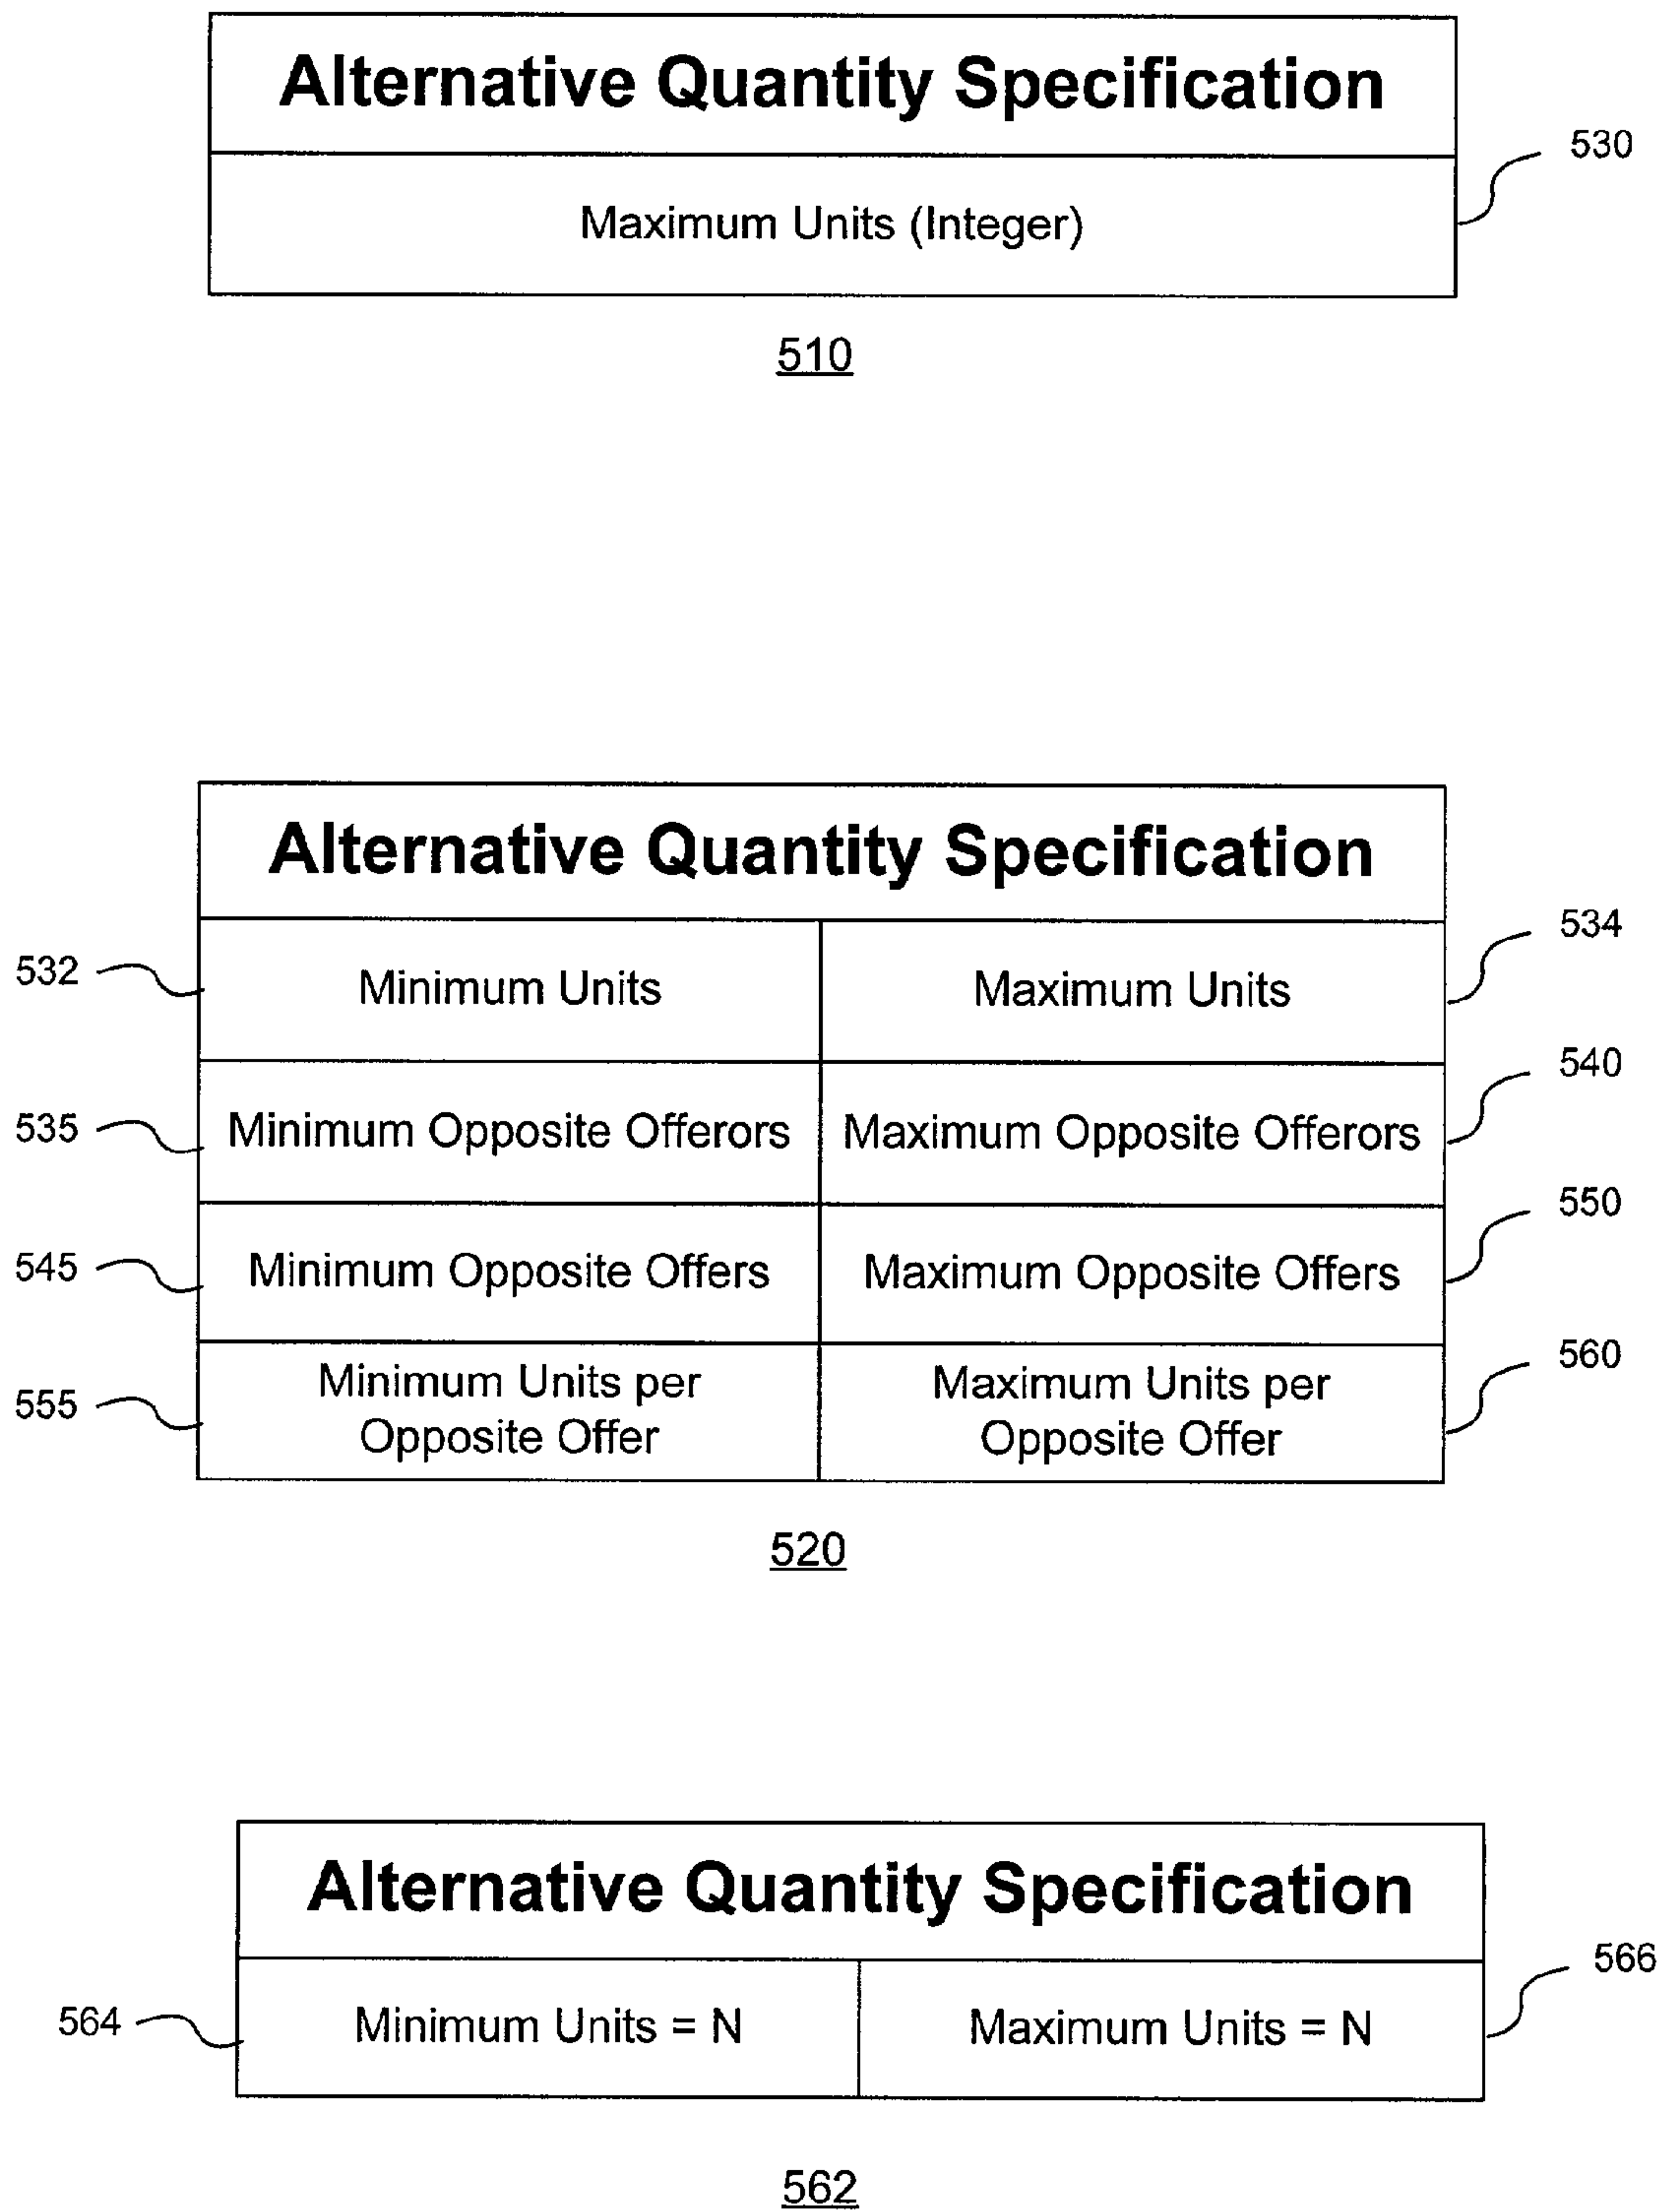 Alternative Quantity Specification
530
Maximum Units (Integer)
510
Alternative Quantity Specification
532
Minimum Units
Maximum Units
534
535
Minimum Opposite Offerors
Maximum Opposite Offerors
540
545
Minimum Opposite Offers
Maximum Opposite Offers
550
555
Minimum Units per
Opposite Offer
Maximum Units per
Opposite Offer
560
520
Alternative Quantity Specification
564
Minimum Units = N
Maximum Units = N
566
562